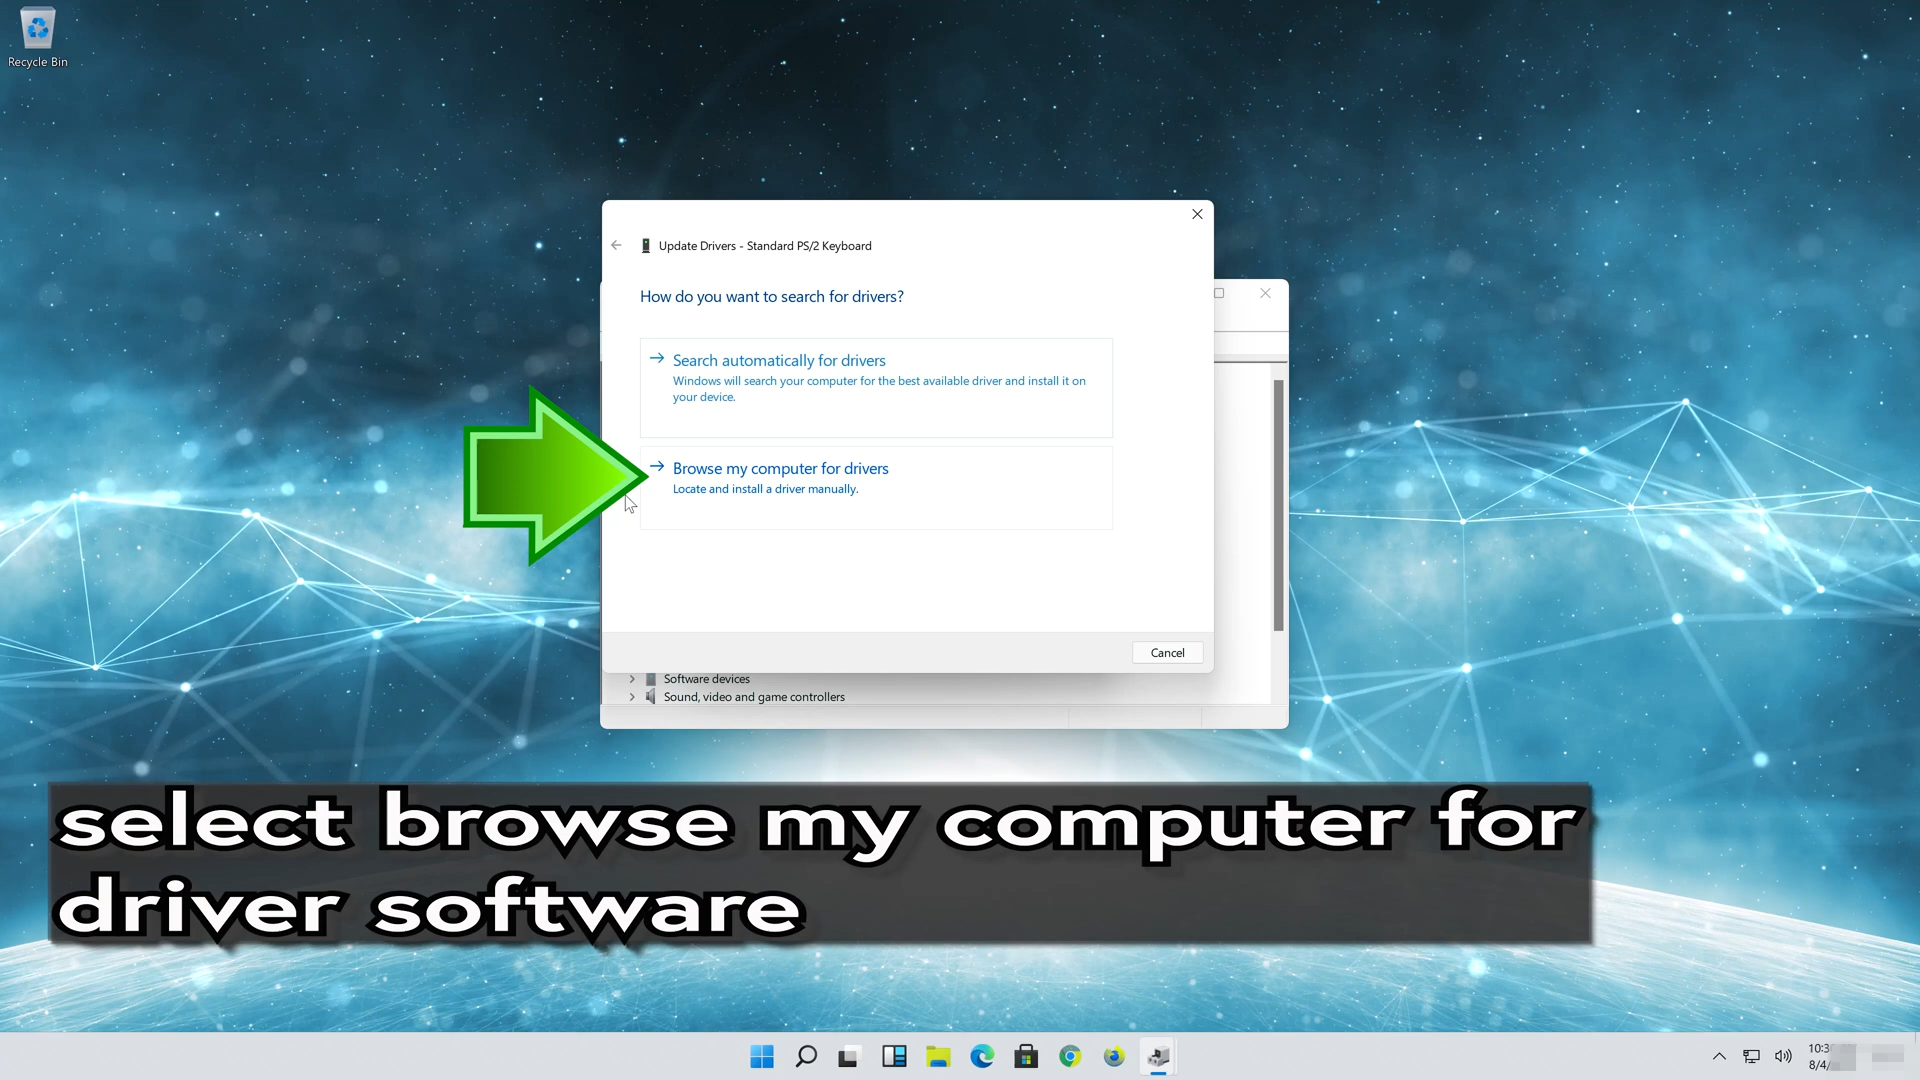 Recycle Bin
Update Drivers - Standard PS/2 Keyboard
How do you want to search for drivers?
Search automatically for drivers
Windows will search your computer for the best available driver and install it on
your device.
Browse my computer for drivers
Locate and install a driver manually.
Cancel
Software devices
Sound, video and game controllers
select browse my computer for
driver software